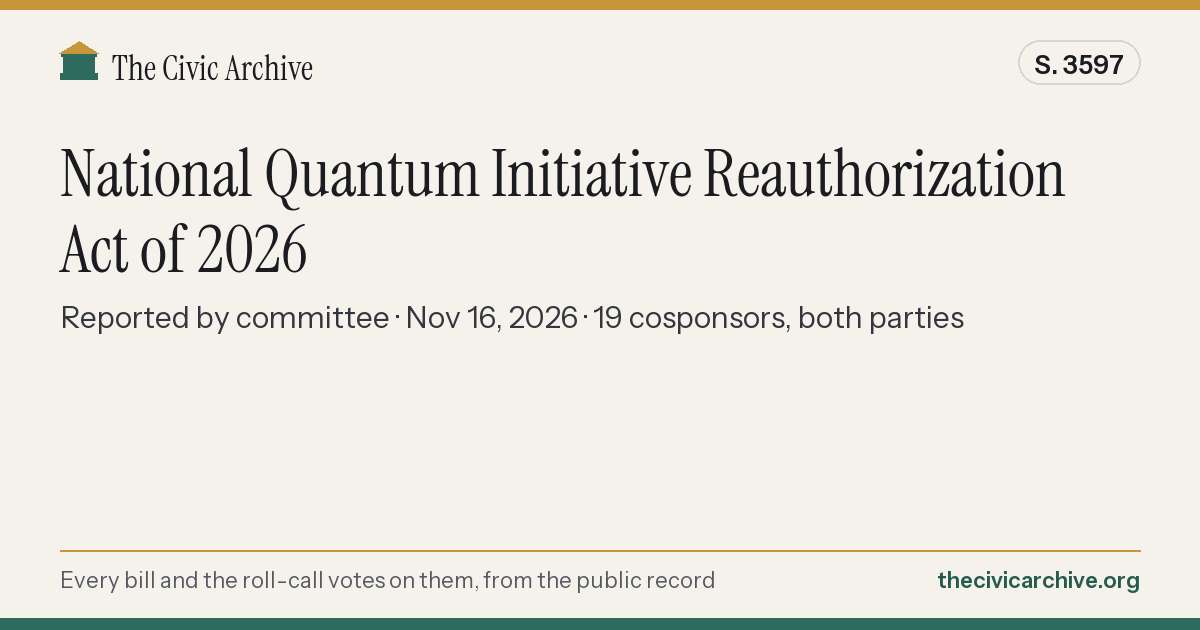 The Civic Archive
S. 3597
National Quantum Initiative Reauthorization
Act of 2026
Reported by committee · Nov 16, 2026 · 19 cosponsors, both parties
Every bill and the roll-call votes on them, from the public record
thecivicarchive.org